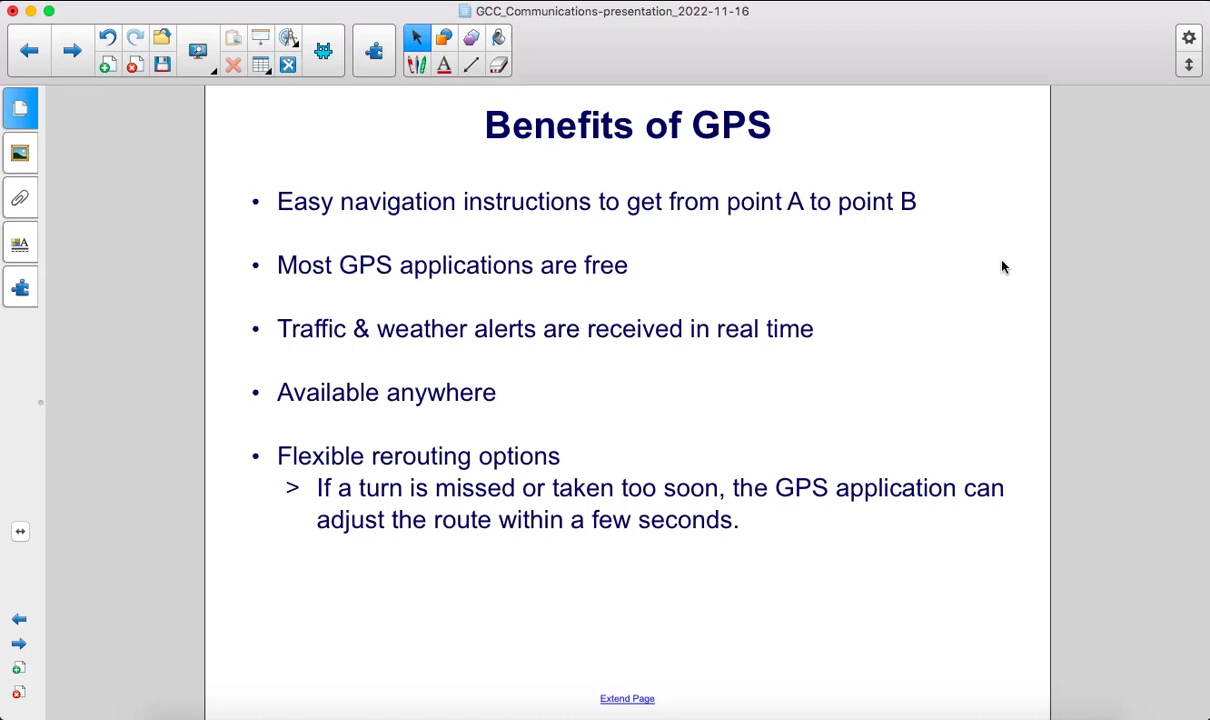 GCC_Communications-presentation_2022-11-16
Benefits of GPS
• Easy navigation instructions to get from point A to point B
• Most GPS applications are free
• Traffic & weather alerts are received in real time
• Available anywhere
• Flexible rerouting options
> If a turn is missed or taken too soon, the GPS application can
adjust the route within a few seconds.
Extend Page